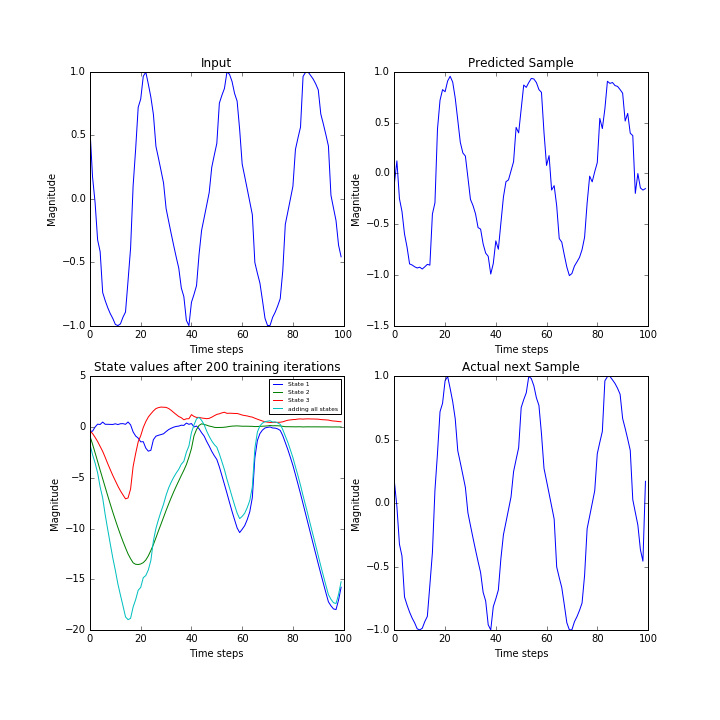 Input
Magnitude
1.0
0.5
0.0
−0.5
−1.0
0 20 40 60 80 100
Time steps
Predicted Sample
Magnitude
1.0
0.5
0.0
−0.5
−1.0
−1.5
0 20 40 60 80 100
Time steps
State values after 200 training iterations
Magnitude
5
0
−5
−10
−15
−20
State 1
State 2
State 3
adding all states
0 20 40 60 80 100
Time steps
Actual next Sample
Magnitude
1.0
0.5
0.0
−0.5
−1.0
0 20 40 60 80 100
Time steps